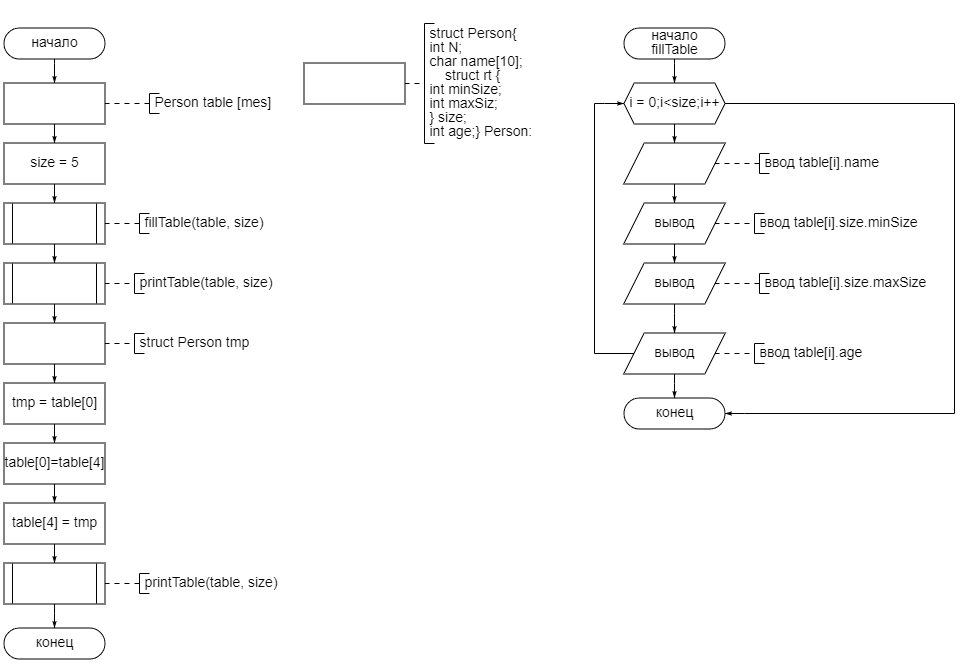 начало
Person table [mes]
size = 5
fillTable(table, size)
printTable(table, size)
struct Person tmp
tmp = table[0]
table[0]=table[4]
table[4] = tmp
printTable(table, size)
конец
struct Person{
int N;
char name[10];
struct rt {
int minSize;
int maxSiz;
} size;
int age;} Person:
начало
fillTable
i = 0;i<size;i++
ввод table[i].name
вывод
ввод table[i].size.minSize
вывод
ввод table[i].size.maxSize
вывод
ввод table[i].age
конец